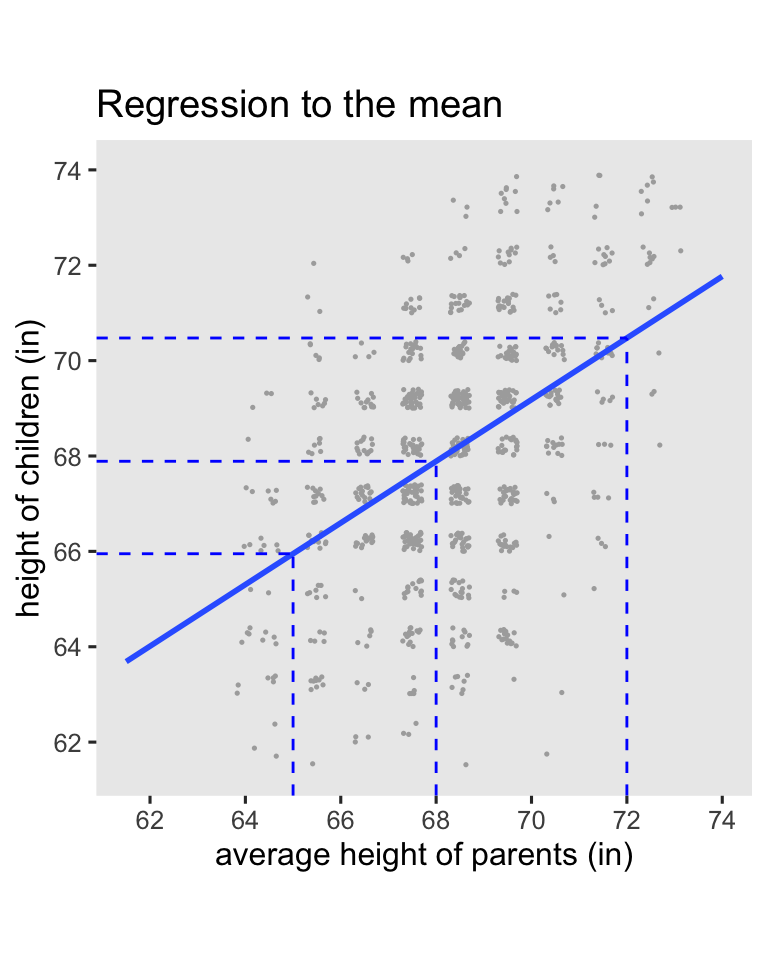 Regression to the mean
74
72
70
68
66
64
62
height of children (in)
62 64 66 68 70 72 74
average height of parents (in)